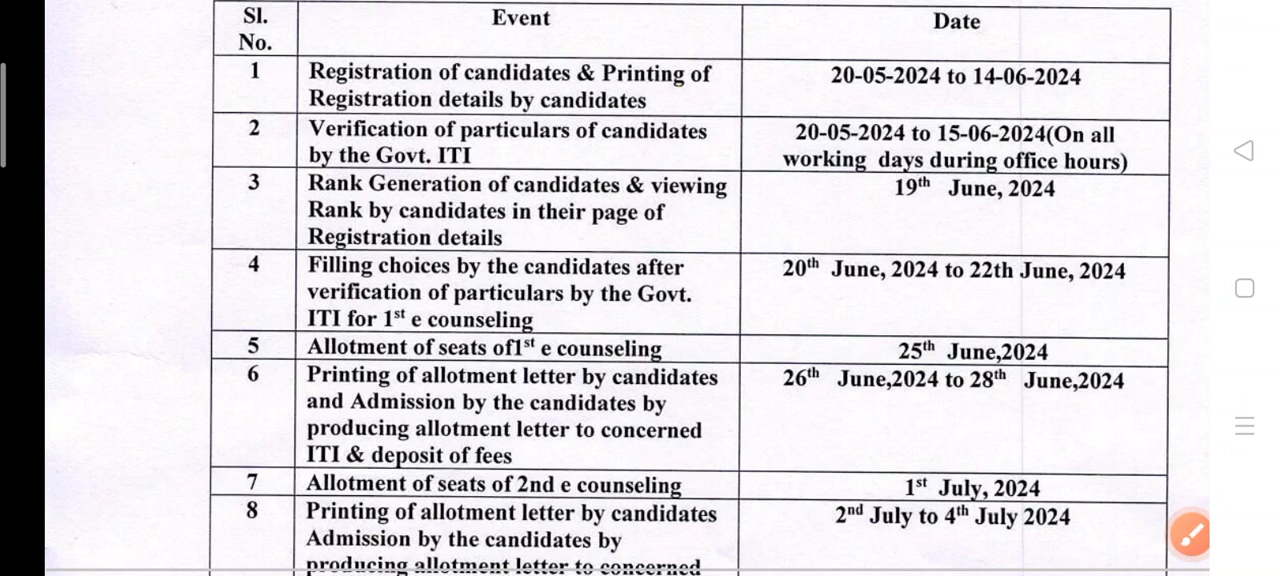 Sl.
No.
Event
Date
1
Registration of candidates & Printing of
Registration details by candidates
20-05-2024 to 14-06-2024
2
Verification of particulars of candidates
by the Govt. ITI
20-05-2024 to 15-06-2024(On all
working days during office hours)
3
Rank Generation of candidates & viewing
Rank by candidates in their page of
Registration details
19th June, 2024
4
Filling choices by the candidates after
verification of particulars by the Govt.
ITI for 1st e counseling
20th June, 2024 to 22th June, 2024
5
Allotment of seats of1st e counseling
25th June,2024
6
Printing of allotment letter by candidates
and Admission by the candidates by
producing allotment letter to concerned
ITI & deposit of fees
26th June,2024 to 28th June,2024
7
Allotment of seats of 2nd e counseling
1st July, 2024
8
Printing of allotment letter by candidates
Admission by the candidates by
producing allotment letter to concerned
2nd July to 4th July 2024